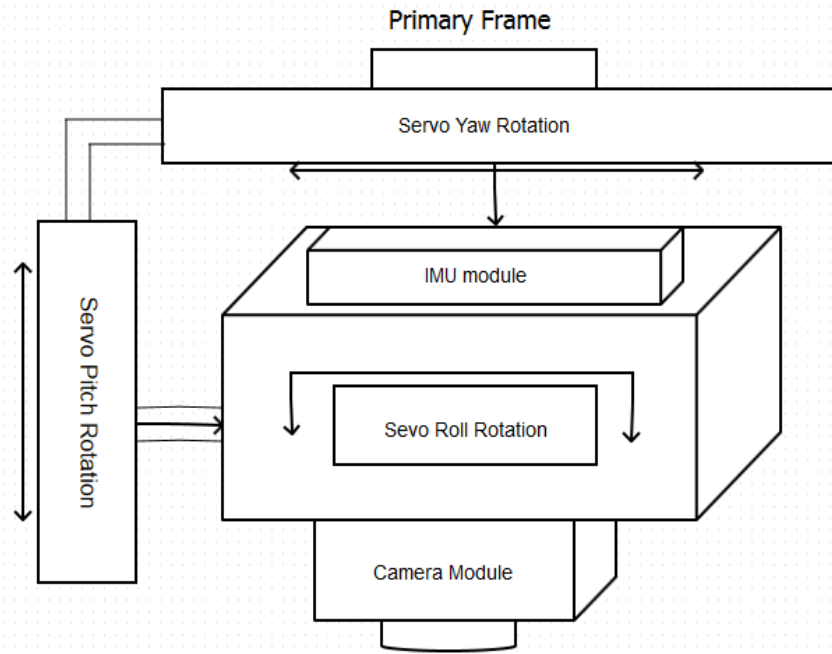 Primary Frame
Servo Yaw Rotation
IMU module
Servo Pitch Rotation
Sevo Roll Rotation
Camera Module